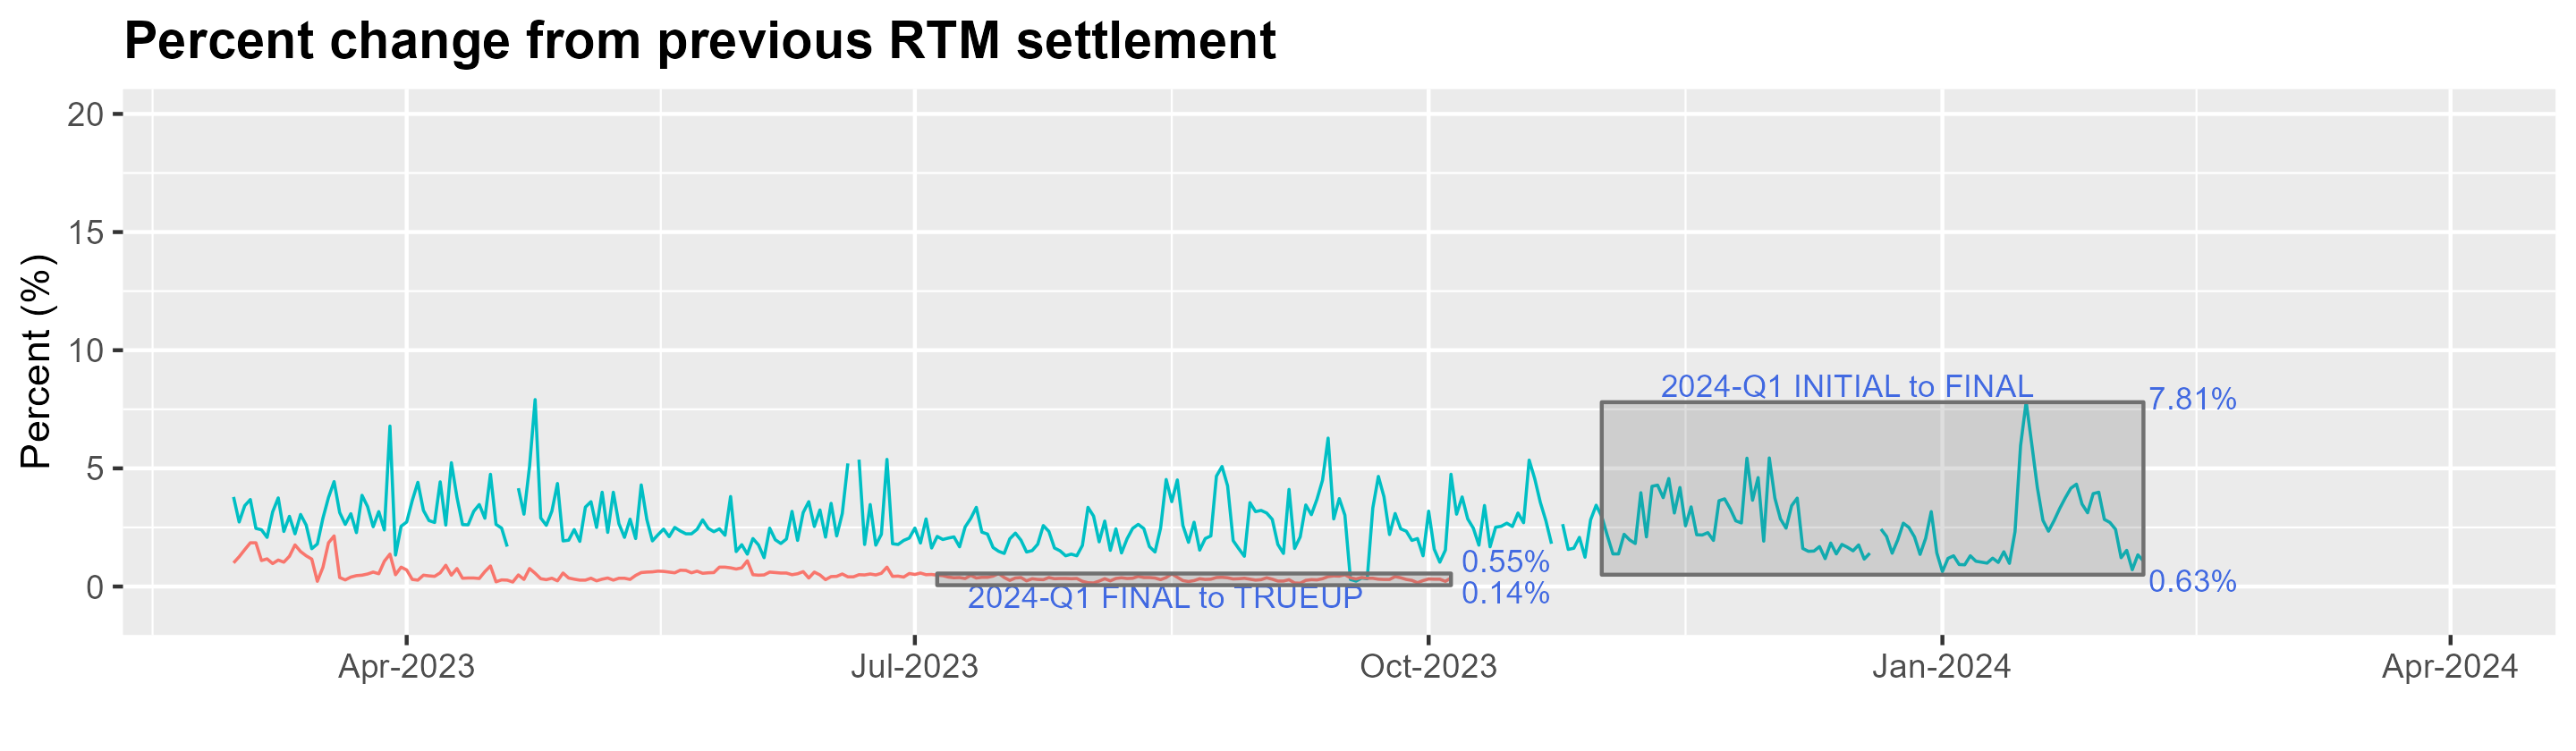 Percent change from previous RTM settlement
Percent (%)
20
15
10
5
0
2024-Q1 INITIAL to FINAL
7.81%
0.63%
0.55%
0.14%
2024-Q1 FINAL to TRUEUP
Apr-2023
Jul-2023
Oct-2023
Jan-2024
Apr-2024